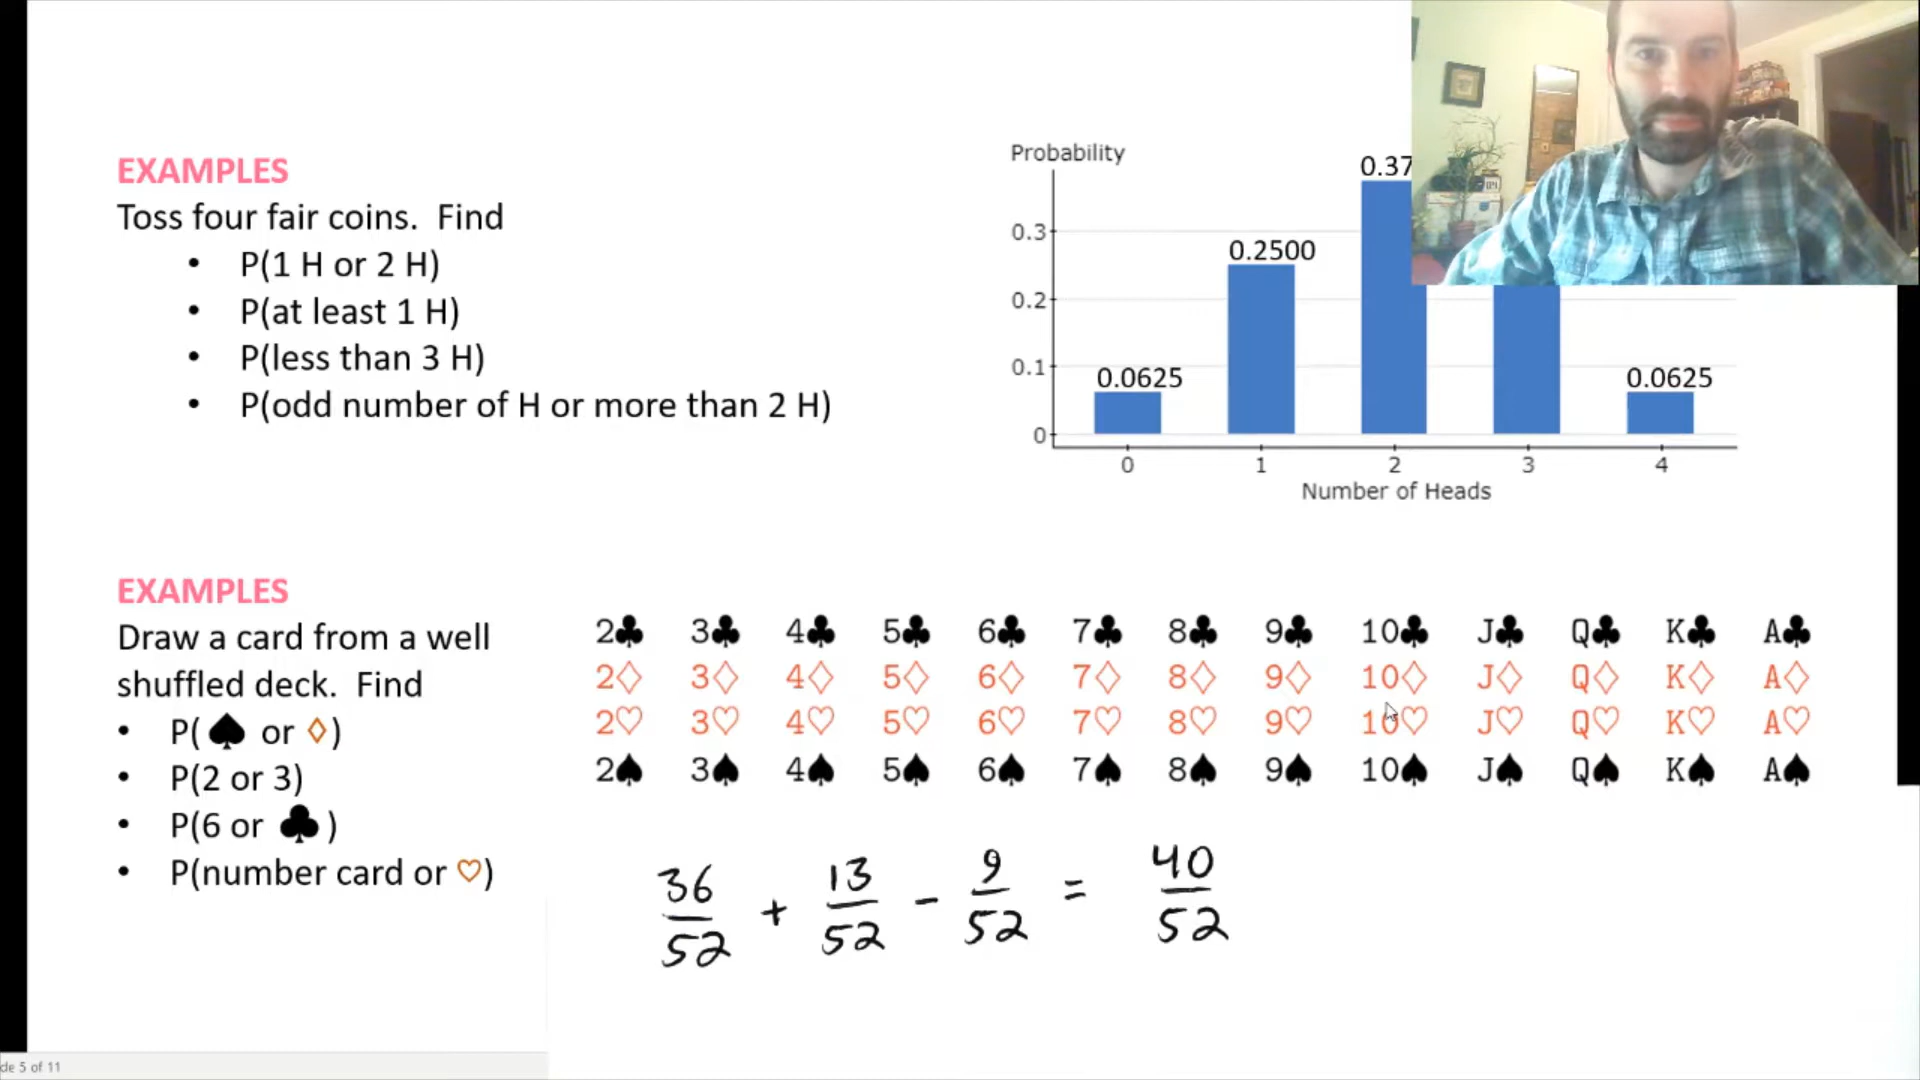 EXAMPLES
Toss four fair coins. Find
• P(1 H or 2 H)
• P(at least 1 H)
• P(less than 3 H)
• P(odd number of H or more than 2 H)
Probability
0.37
0.2500
0.0625
0.0625
0.3
0.2
0.1
0
0 1 2 3 4
Number of Heads
EXAMPLES
Draw a card from a well
shuffled deck. Find
• P(♠ or ♢)
• P(2 or 3)
• P(6 or ♣)
• P(number card or ♡)
2♣ 3♣ 4♣ 5♣ 6♣ 7♣ 8♣ 9♣ 10♣ J♣ Q♣ K♣ A♣
2♢ 3♢ 4♢ 5♢ 6♢ 7♢ 8♢ 9♢ 10♢ J♢ Q♢ K♢ A♢
2♡ 3♡ 4♡ 5♡ 6♡ 7♡ 8♡ 9♡ 10♡ J♡ Q♡ K♡ A♡
2♠ 3♠ 4♠ 5♠ 6♠ 7♠ 8♠ 9♠ 10♠ J♠ Q♠ K♠ A♠
36/52 + 13/52 - 9/52 = 40/52
de 5 of 11